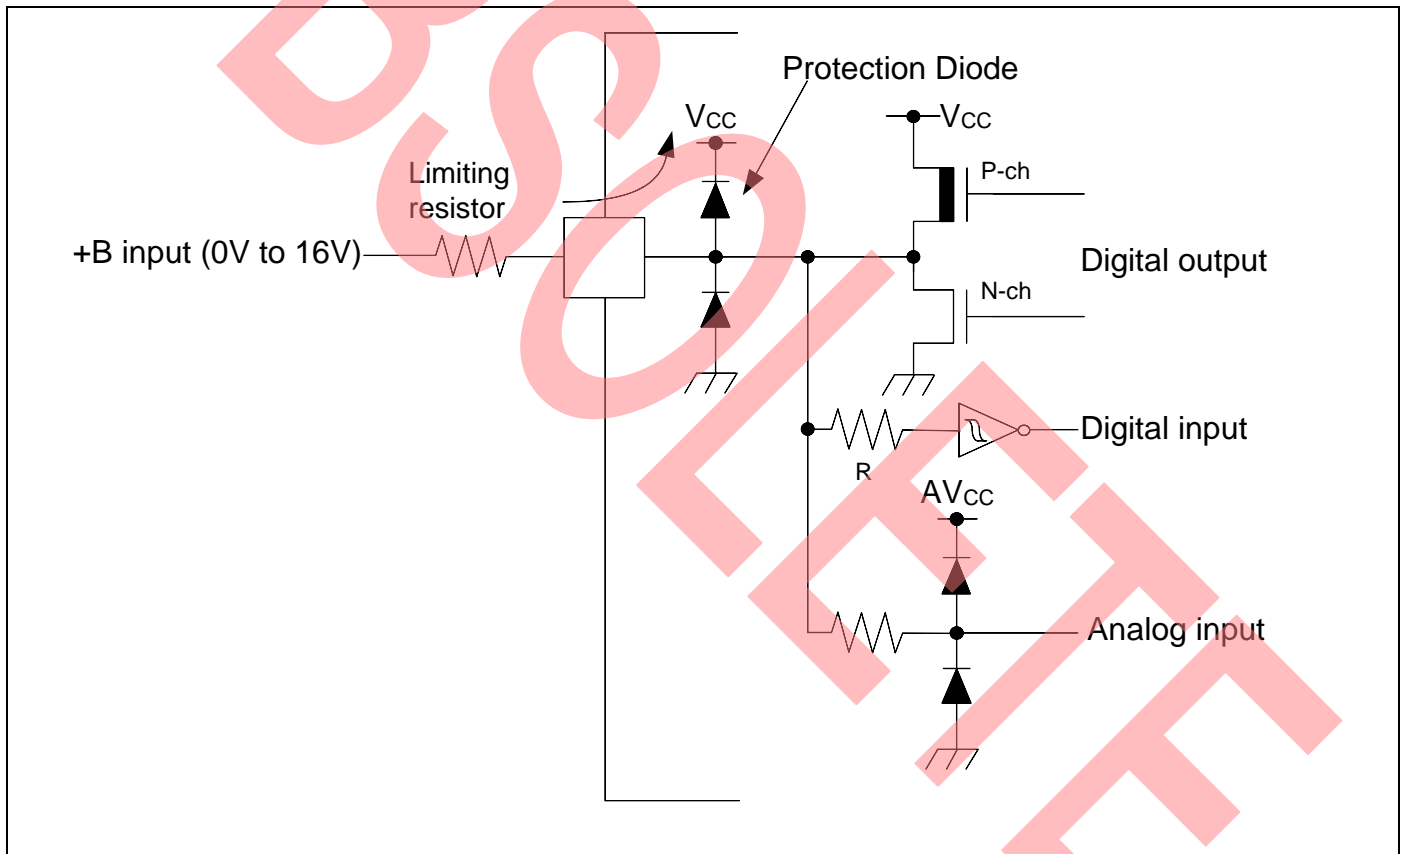 Protection Diode
VCC
VCC
P-ch
Limiting
resistor
+B input (0V to 16V)
Digital output
N-ch
Digital input
R
AVCC
Analog input
BSOLETE